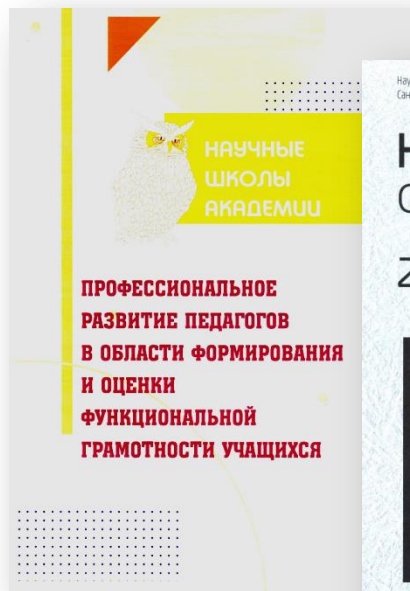 НАУЧНЫЕ
ШКОЛЫ
АКАДЕМИИ
ПРОФЕССИОНАЛЬНОЕ
РАЗВИТИЕ ПЕДАГОГОВ
В ОБЛАСТИ ФОРМИРОВАНИЯ
И ОЦЕНКИ
ФУНКЦИОНАЛЬНОЙ
ГРАМОТНОСТИ УЧАЩИХСЯ